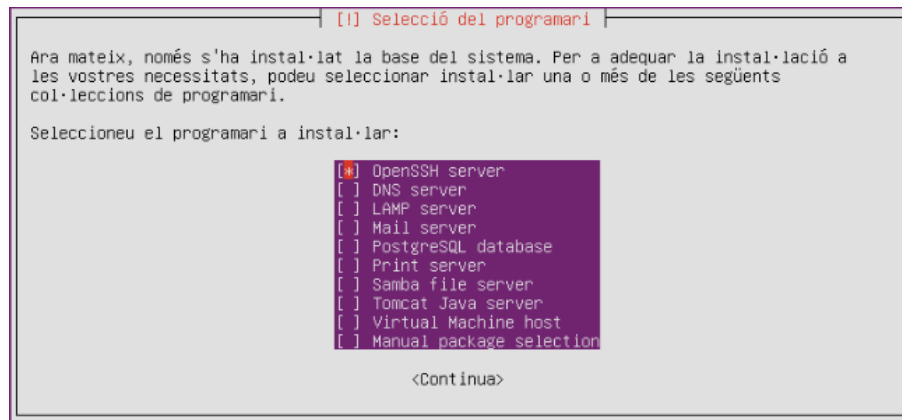 [!] Selecció del programari
Ara mateix, només s'ha instal·lat la base del sistema. Per a adequar la instal·lació a
les vostres necessitats, podeu seleccionar instal·lar una o més de les següents
col·leccions de programari.
Seleccioneu el programari a instal·lar:
[*] OpenSSH server
[ ] DNS server
[ ] LAMP server
[ ] Mail server
[ ] PostgreSQL database
[ ] Print server
[ ] Samba file server
[ ] Tomcat Java server
[ ] Virtual Machine host
[ ] Manual package selection
<Continua>